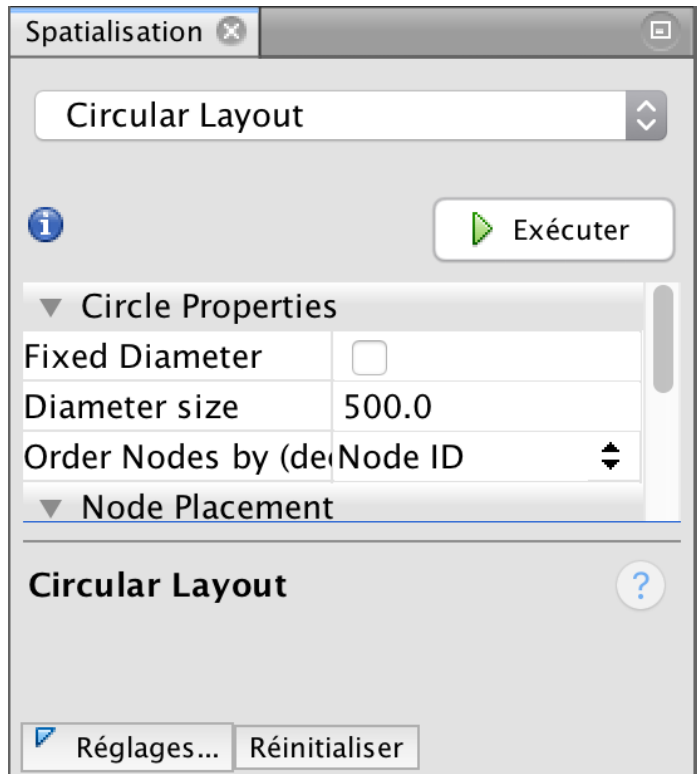 Spatialisation
Circular Layout
Exécuter
Circle Properties
Fixed Diameter
Diameter size 500.0
Order Nodes by (de Node ID
Node Placement
Circular Layout
?
Réglages... Réinitialiser